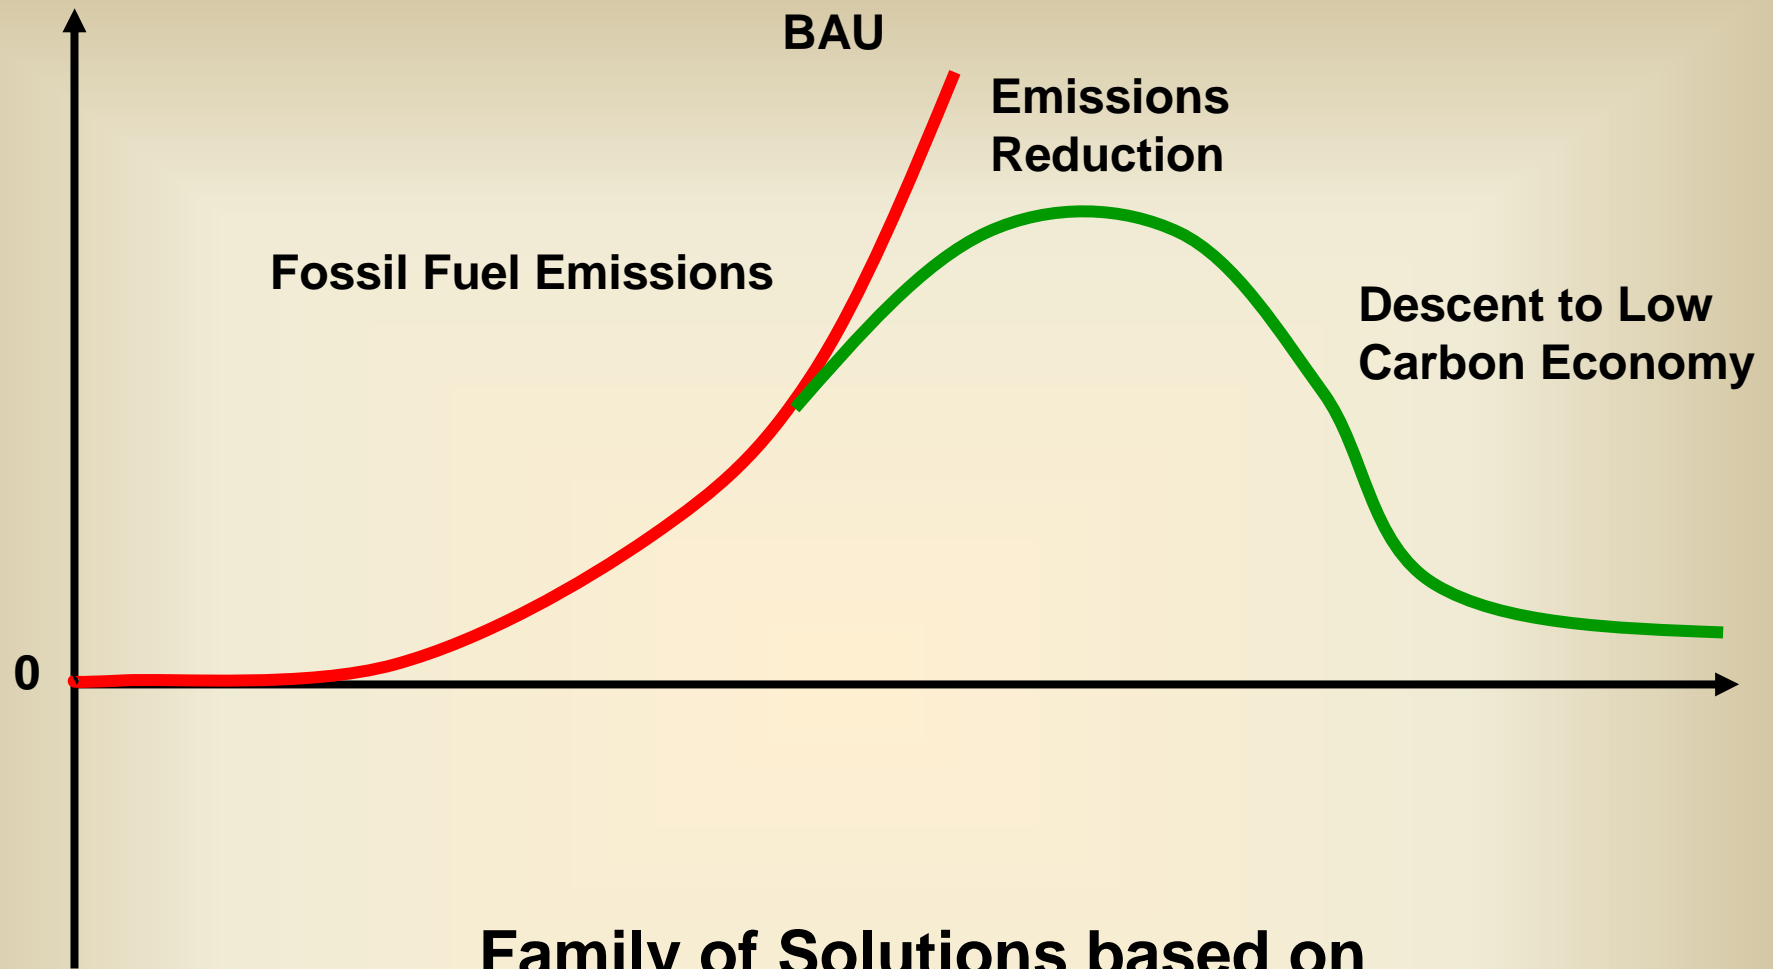 BAU
Emissions
Reduction
Fossil Fuel Emissions
Descent to Low
Carbon Economy
0
Family of Solutions based on